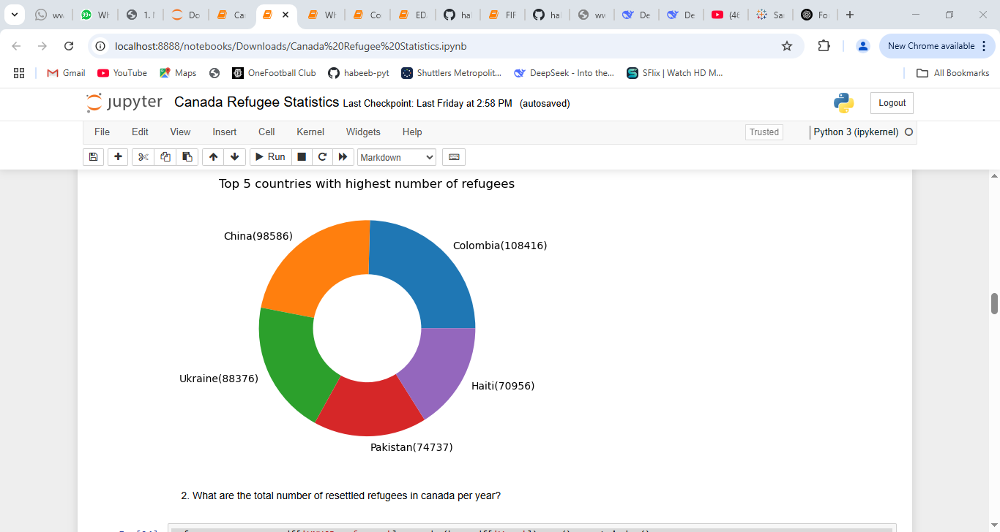 ww
99+ Wh
1. I
Do
Ca
Wh
Co
ED
hal
FIF
hal
ww
De
De
(46
Sa
Fo
localhost:8888/notebooks/Downloads/Canada%20Refugee%20Statistics.ipynb
New Chrome available
Gmail YouTube Maps OneFootball Club habeeb-pyt Shuttlers Metropolit... DeepSeek - Into the... SFlix | Watch HD M... All Bookmarks
jupyter Canada Refugee Statistics Last Checkpoint: Last Friday at 2:58 PM (autosaved) Logout
File Edit View Insert Cell Kernel Widgets Help Trusted Python 3 (ipykernel)
Run Markdown
Top 5 countries with highest number of refugees
China(98586)
Colombia(108416)
Ukraine(88376)
Haiti(70956)
Pakistan(74737)
2. What are the total number of resettled refugees in canada per year?